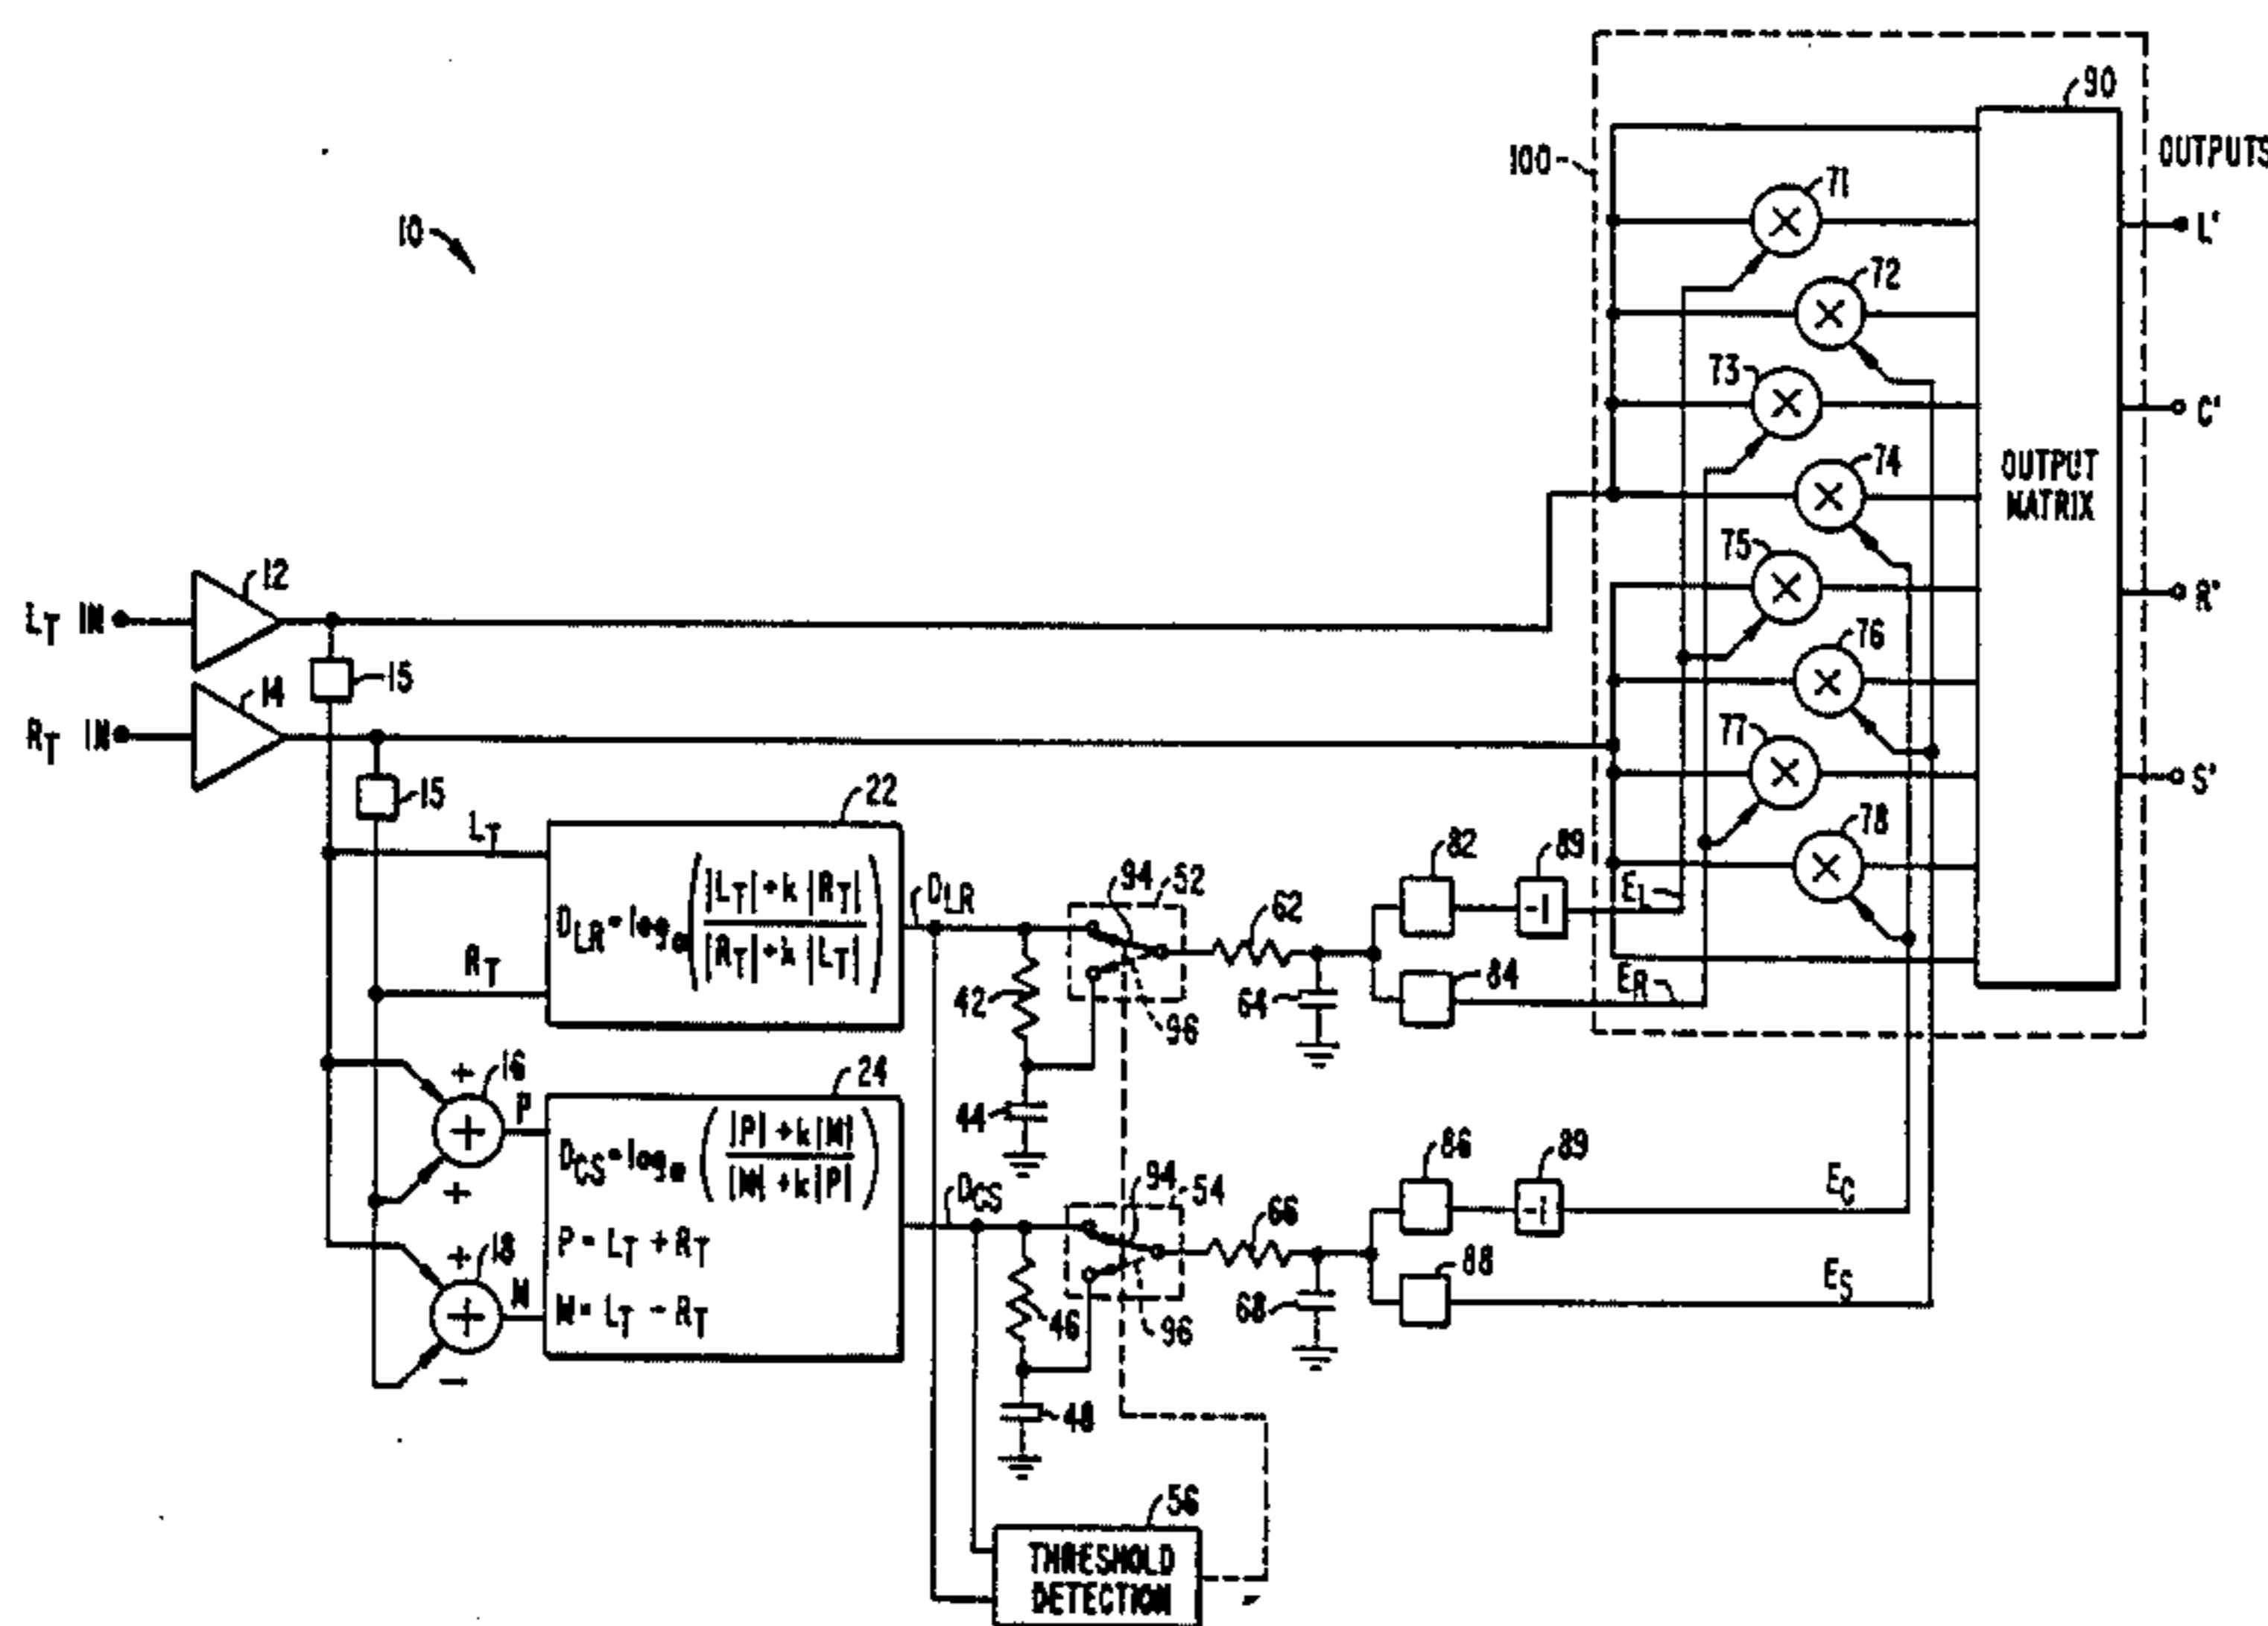 90
100
OUTPUTS
71
10
L'
72
73
C'
74
OUTPUT
MATRIX
75
12
R'
L_T IN
76
15
14
77
R_T IN
S'
15
22
78
L_T
82
89
D_LR = log_e ( |L_T| + k |R_T| / |R_T| + k |L_T| )
D_LR
94
52
62
-1
E_L
R_T
84
42
64
E_R
96
16
+
P
24
44
86
89
D_CS = log_e ( |P| + k |M| / |M| + k |P| )
+
D_CS
94
54
66
-1
E_C
P = L_T + R_T
+
18
88
M
E_S
M = L_T - R_T
46
68
96
-
48
56
THRESHOLD
DETECTION